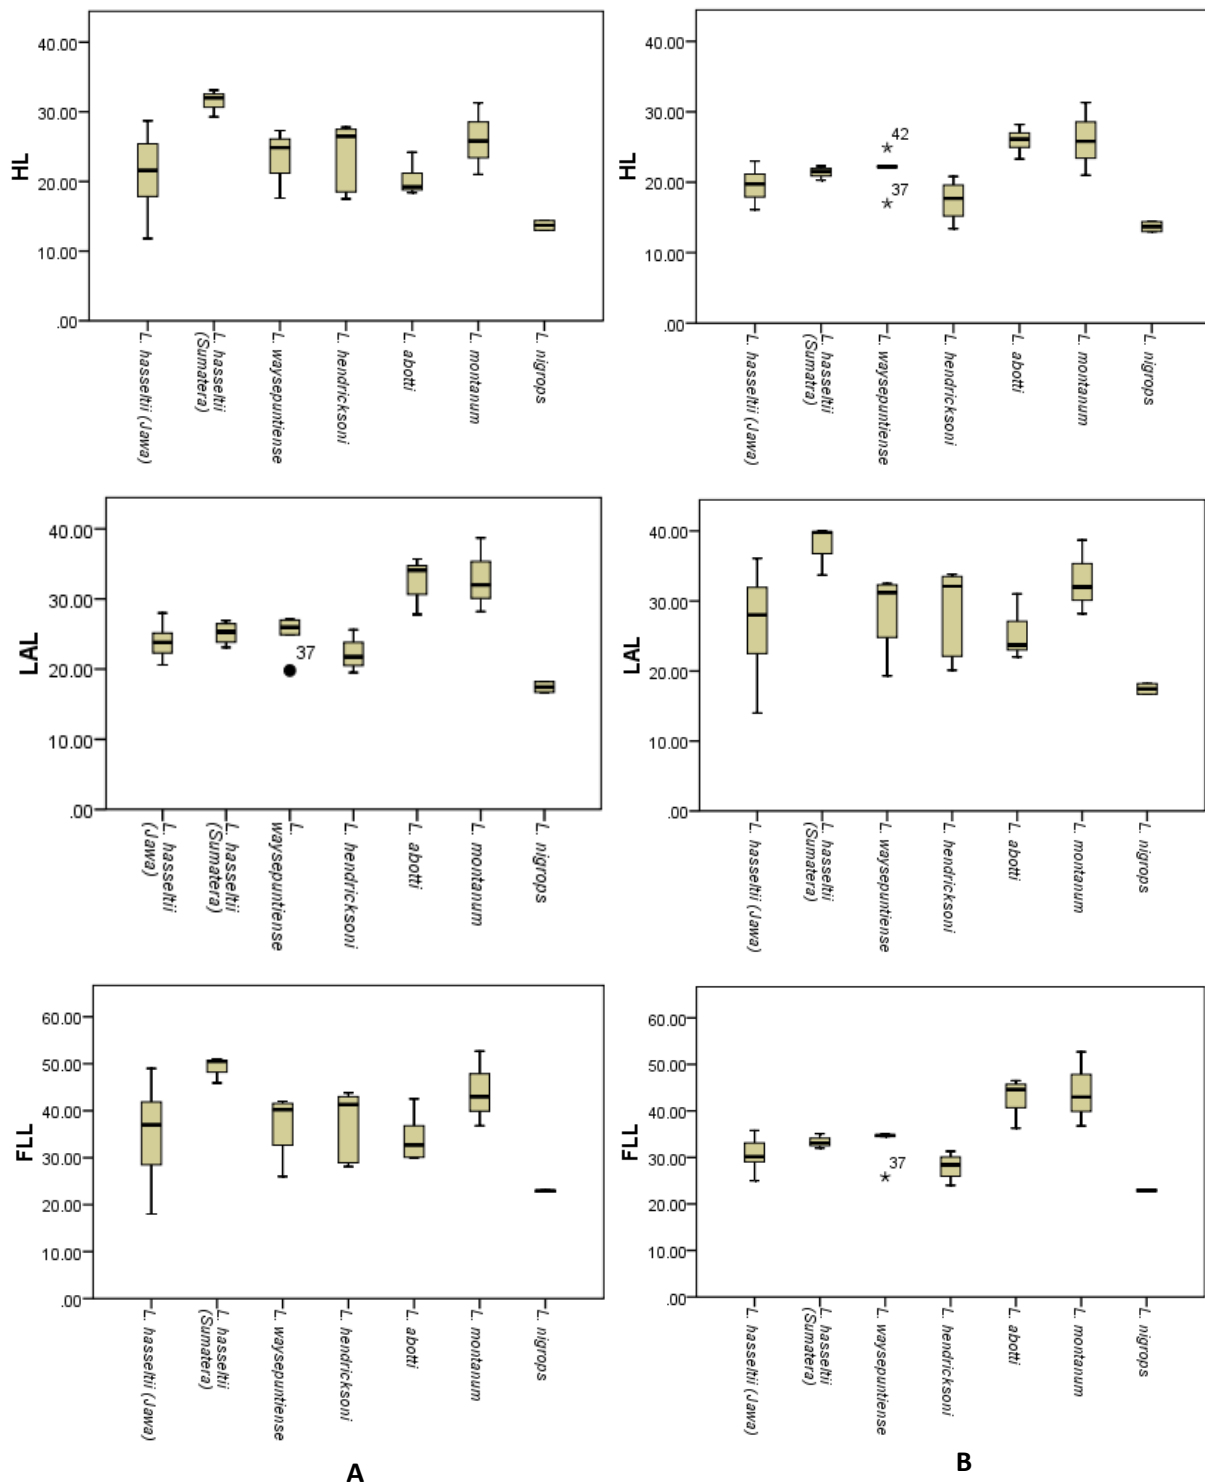 HL
40.00
30.00
20.00
10.00
.00
L. hasseltii (Jawa)
L. hasseltii
(Sumatera)
L. waysepuntiense
L. hendricksoni
L. abotti
L. montanum
L. nigrops
HL
40.00
30.00
20.00
10.00
.00
42
37
L. hasseltii (Jawa)
L. hasseltii
(Sumatra)
L. waysepuntiense
L. hendricksoni
L. abotti
L. montanum
L. nigrops
LAL
40.00
30.00
20.00
10.00
.00
37
L. hasseltii
(Jawa)
L. hasseltii
(Sumatera)
L.
waysepuntiense
L. hendricksoni
L. abotti
L. montanum
L. nigrops
LAL
40.00
30.00
20.00
10.00
.00
L. hasseltii (Jawa)
L. hasseltii
(Sumatera)
L. waysepuntiense
L. hendricksoni
L. abotti
L. montanum
L. nigrops
FLL
60.00
50.00
40.00
30.00
20.00
10.00
.00
L. hasseltii (Jawa)
L. hasseltii
(Sumatera)
L. waysepuntiense
L. hendricksoni
L. abotti
L. montanum
L. nigrops
A
FLL
60.00
50.00
40.00
30.00
20.00
10.00
.00
37
L. hasseltii (Jawa)
L. hasseltii
(Sumatera)
L. waysepuntiense
L. hendricksoni
L. abotti
L. montanum
L. nigrops
B